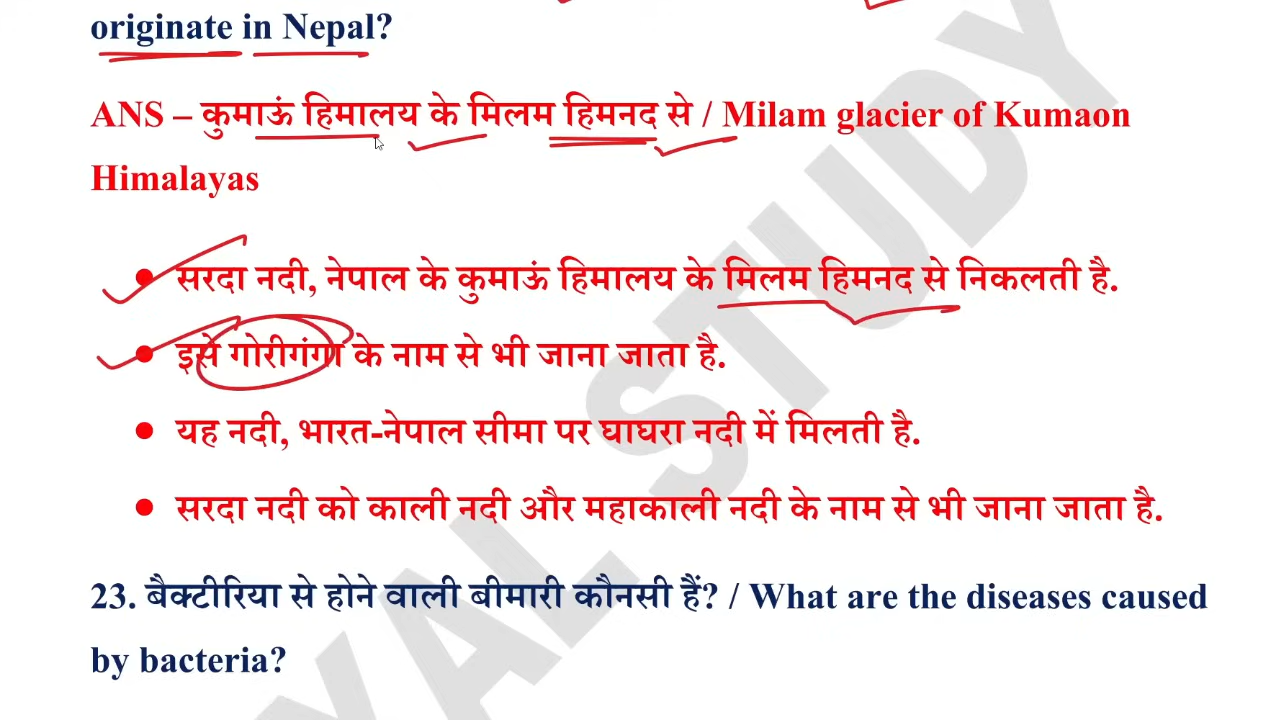 originate in Nepal?
ANS – कुमाऊं हिमालय के मिलम हिमनद से / Milam glacier of Kumaon
Himalayas
• सरदा नदी, नेपाल के कुमाऊं हिमालय के मिलम हिमनद से निकलती है.
• इसे गोरीगंगा के नाम से भी जाना जाता है.
• यह नदी, भारत-नेपाल सीमा पर घाघरा नदी में मिलती है.
• सरदा नदी को काली नदी और महाकाली नदी के नाम से भी जाना जाता है.
23. बैक्टीरिया से होने वाली बीमारी कौनसी हैं? / What are the diseases caused
by bacteria?
YAL STUDY